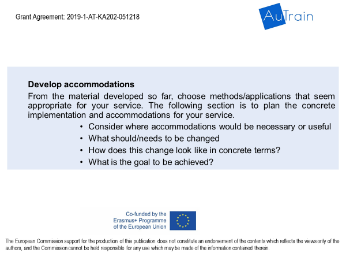 Grant Agreement: 2019-1-AT-KA202-051218
AuTrain
Develop accommodations
From the material developed so far, choose methods/applications that seem
appropriate for your service. The following section is to plan the concrete
implementation and accommodations for your service.
• Consider where accommodations would be necessary or useful
• What should/needs to be changed
• How does this change look like in concrete terms?
• What is the goal to be achieved?
Co-funded by the
Erasmus+ Programme
of the European Union
The European Commission support for the production of this publication does not constitute an endorsement of the contents which reflects the views only of the
authors, and the Commission cannot be held responsible for any use which may be made of the information contained therein.